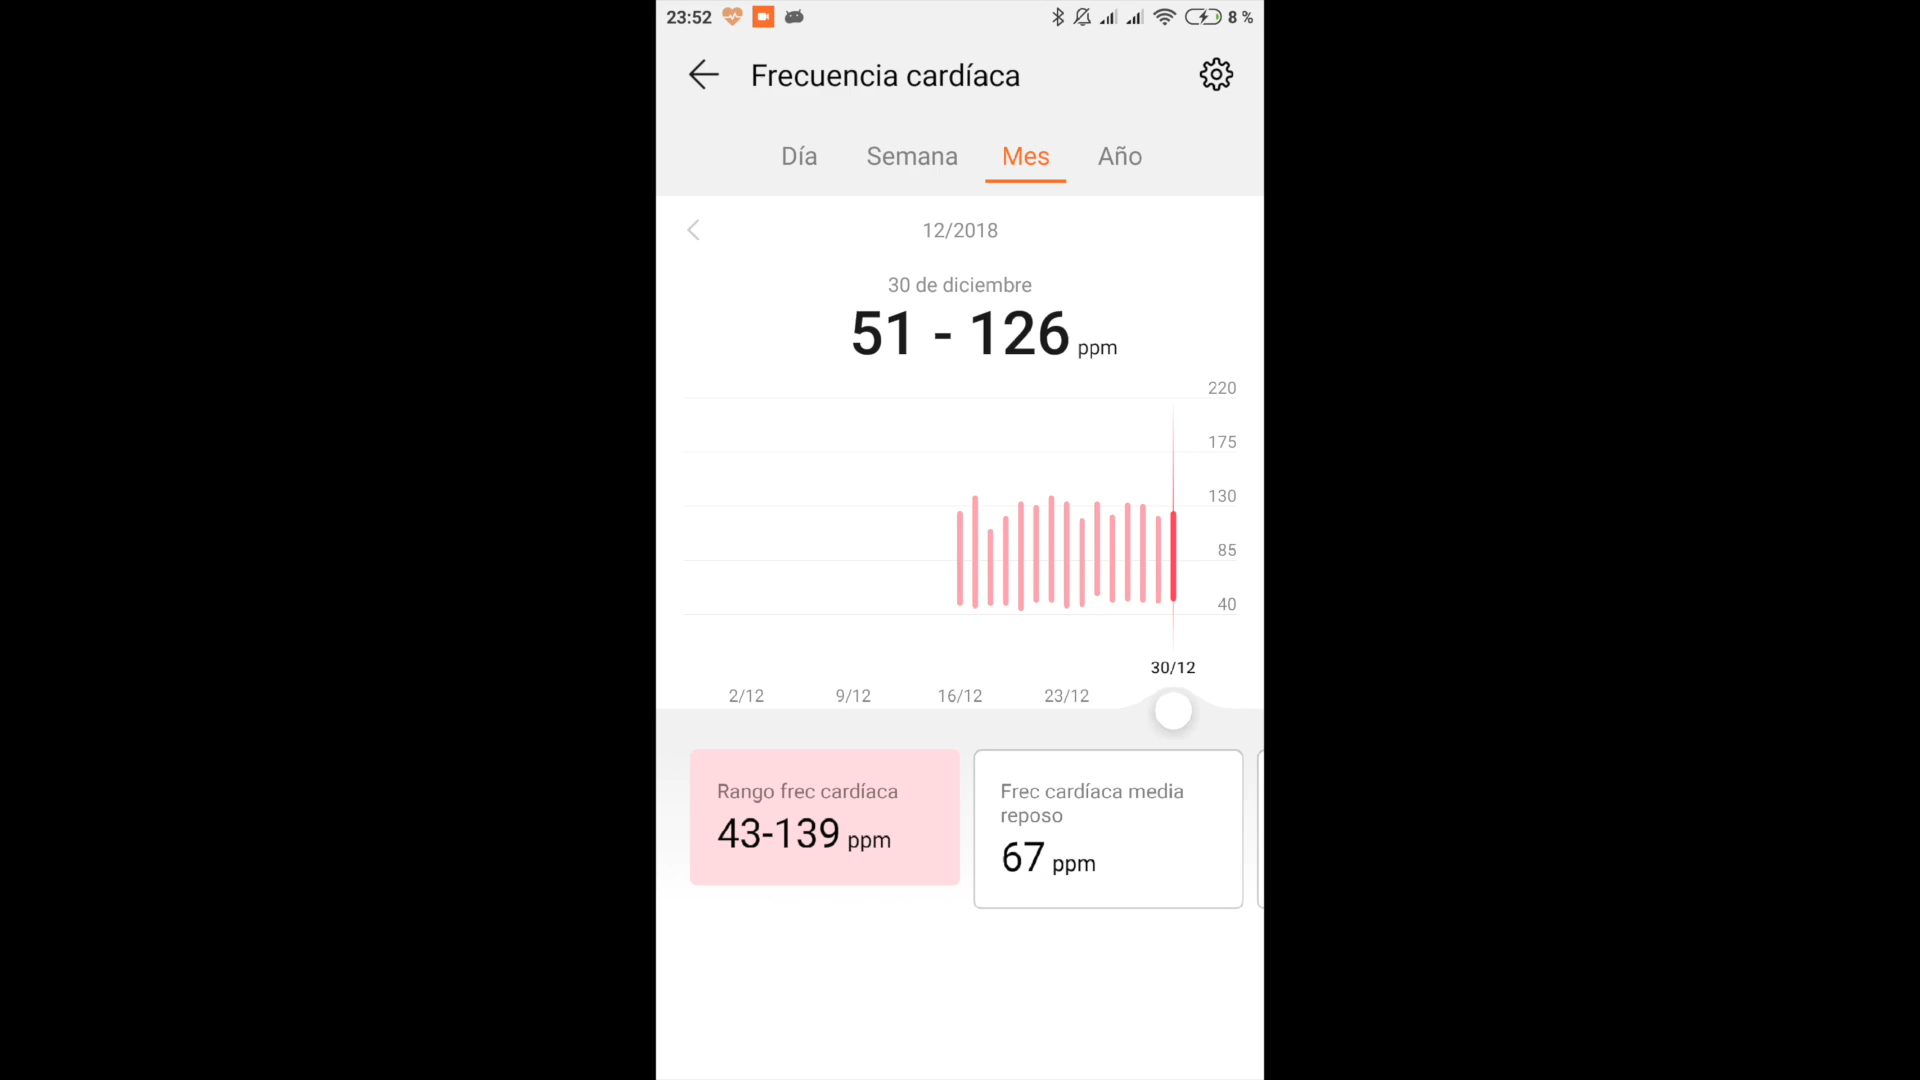 23:52 8 %
Frecuencia cardíaca
Día Semana Mes Año
12/2018
30 de diciembre
51 - 126 ppm
220
175
130
85
40
30/12
2/12 9/12 16/12 23/12
Rango frec cardíaca
43-139 ppm
Frec cardíaca media
reposo
67 ppm